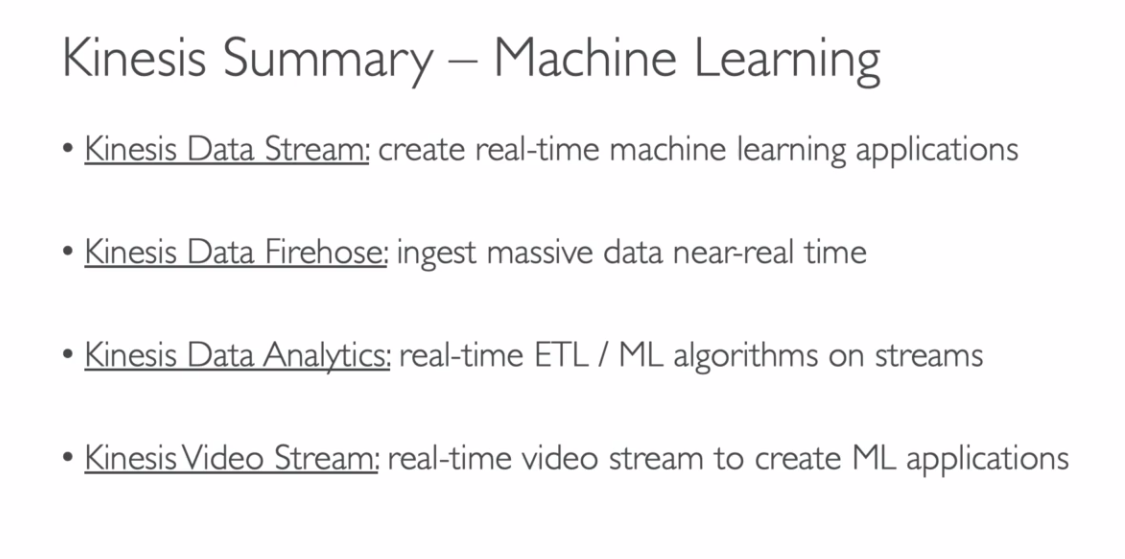 Kinesis Summary – Machine Learning
• Kinesis Data Stream: create real-time machine learning applications
• Kinesis Data Firehose: ingest massive data near-real time
• Kinesis Data Analytics: real-time ETL / ML algorithms on streams
• Kinesis Video Stream: real-time video stream to create ML applications